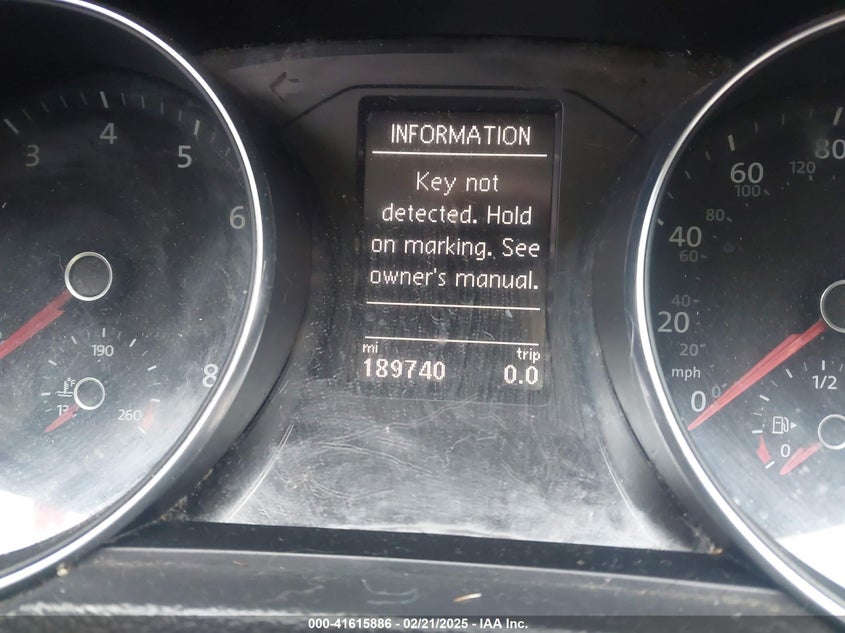 INFORMATION
Key not
detected. Hold
on marking. See
owner's manual.
mi trip
189740 0.0
3 4 5 6 8
190
260
80
60
120
100
80
40
60
40
20
20
mph
0 0
1/2
0
000-41615886 - 02/21/2025 - IAA Inc.